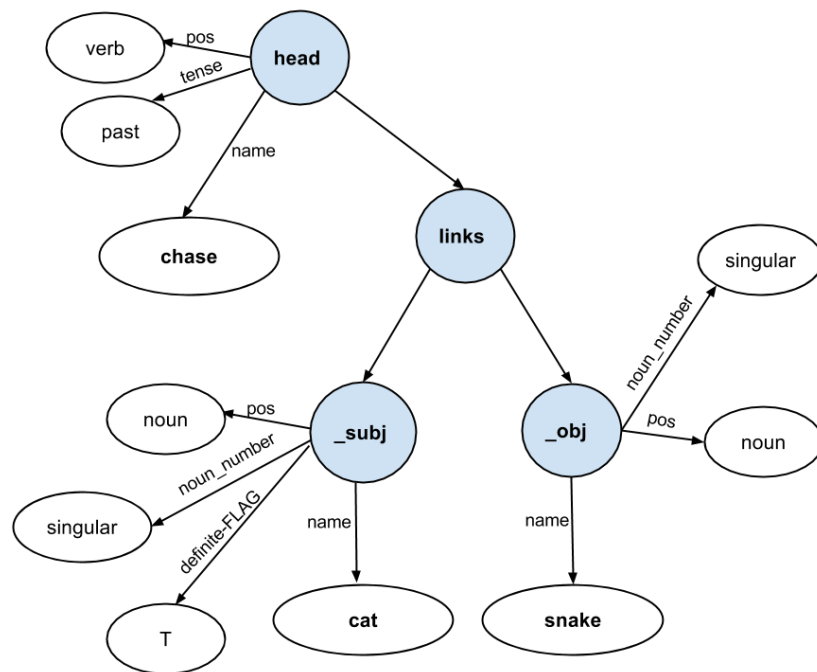 verb
pos
head
tense
past
name
chase
links
singular
noun_number
noun
pos
_subj
_obj
pos
noun
noun_number
singular
definite-FLAG
name
name
T
cat
snake